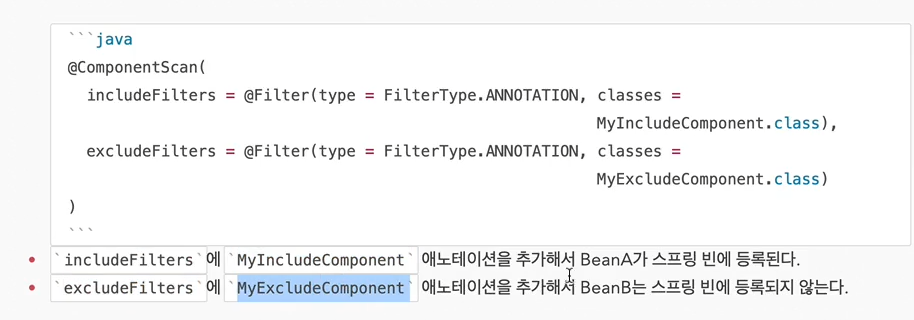 ```java
@ComponentScan(
includeFilters = @Filter(type = FilterType.ANNOTATION, classes =
MyIncludeComponent.class),
excludeFilters = @Filter(type = FilterType.ANNOTATION, classes =
MyExcludeComponent.class)
)
```
• `includeFilters`에 `MyIncludeComponent` 애노테이션을 추가해서 BeanA가 스프링 빈에 등록된다.
• `excludeFilters`에 `MyExcludeComponent` 애노테이션을 추가해서 BeanB는 스프링 빈에 등록되지 않는다.